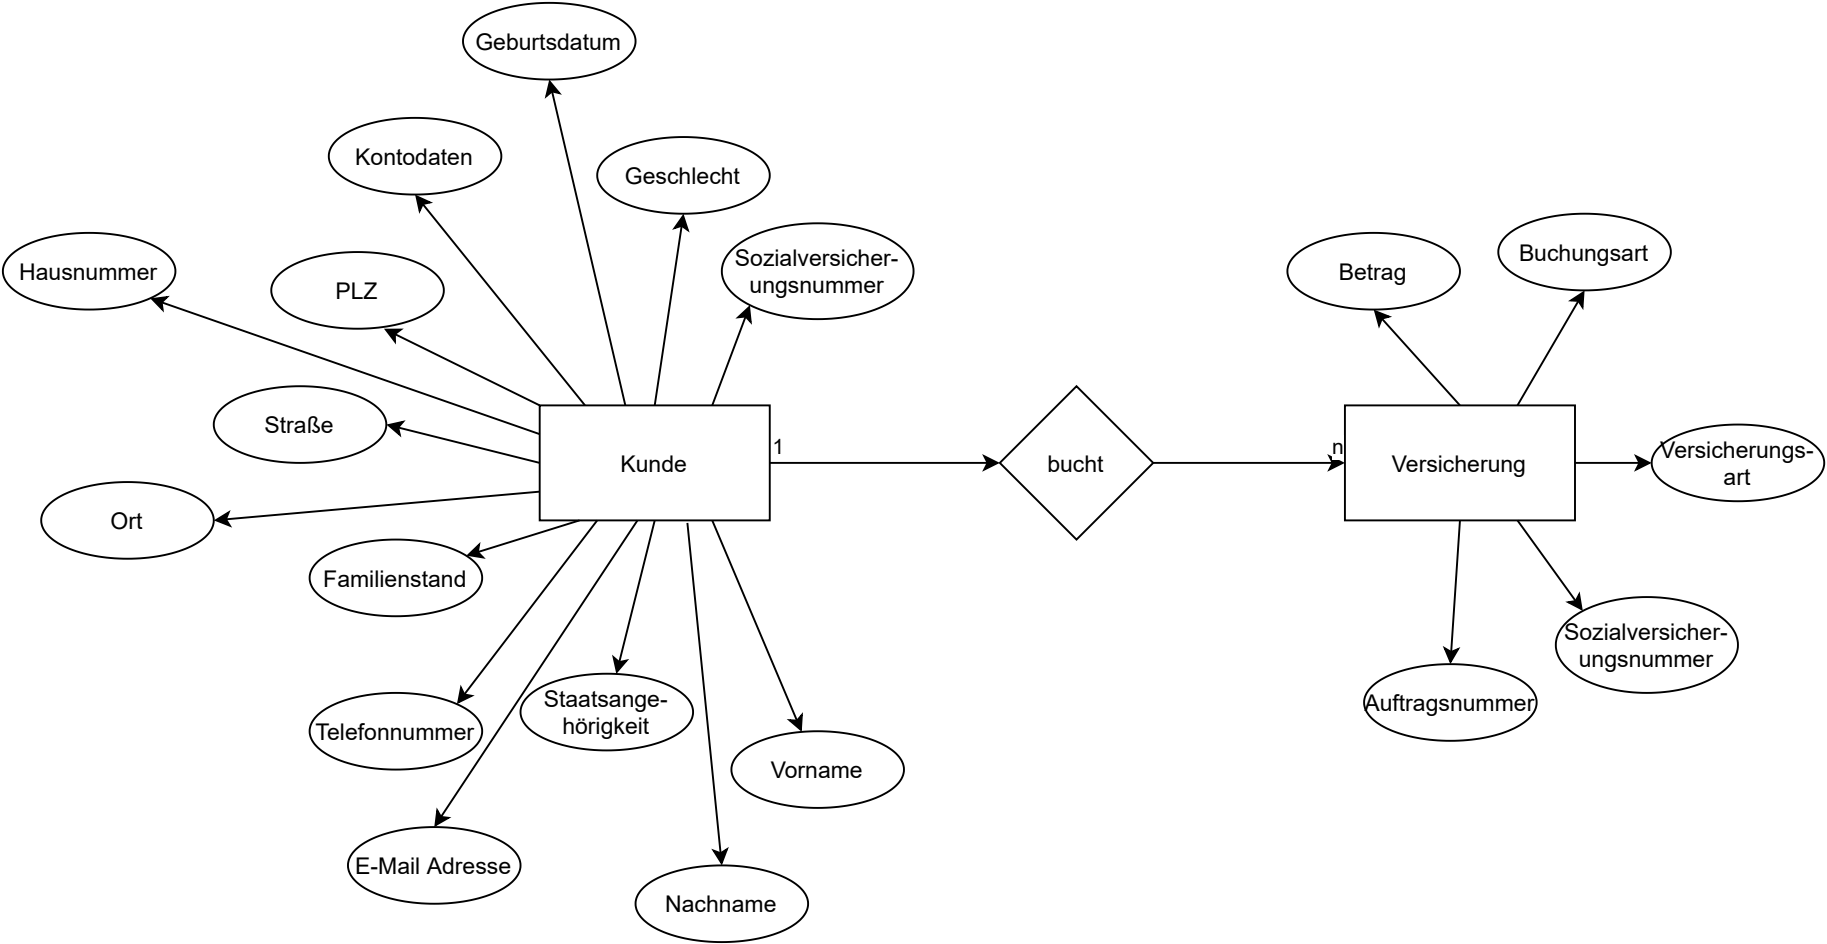 Geburtsdatum
Kontodaten
Geschlecht
Hausnummer
PLZ
Sozialversicher-
ungsnummer
Betrag
Buchungsart
Straße
Kunde
1
bucht
n
Versicherung
Versicherungs-
art
Ort
Familienstand
Telefonnummer
Staatsange-
hörigkeit
Vorname
Auftragsnummer
Sozialversicher-
ungsnummer
E-Mail Adresse
Nachname